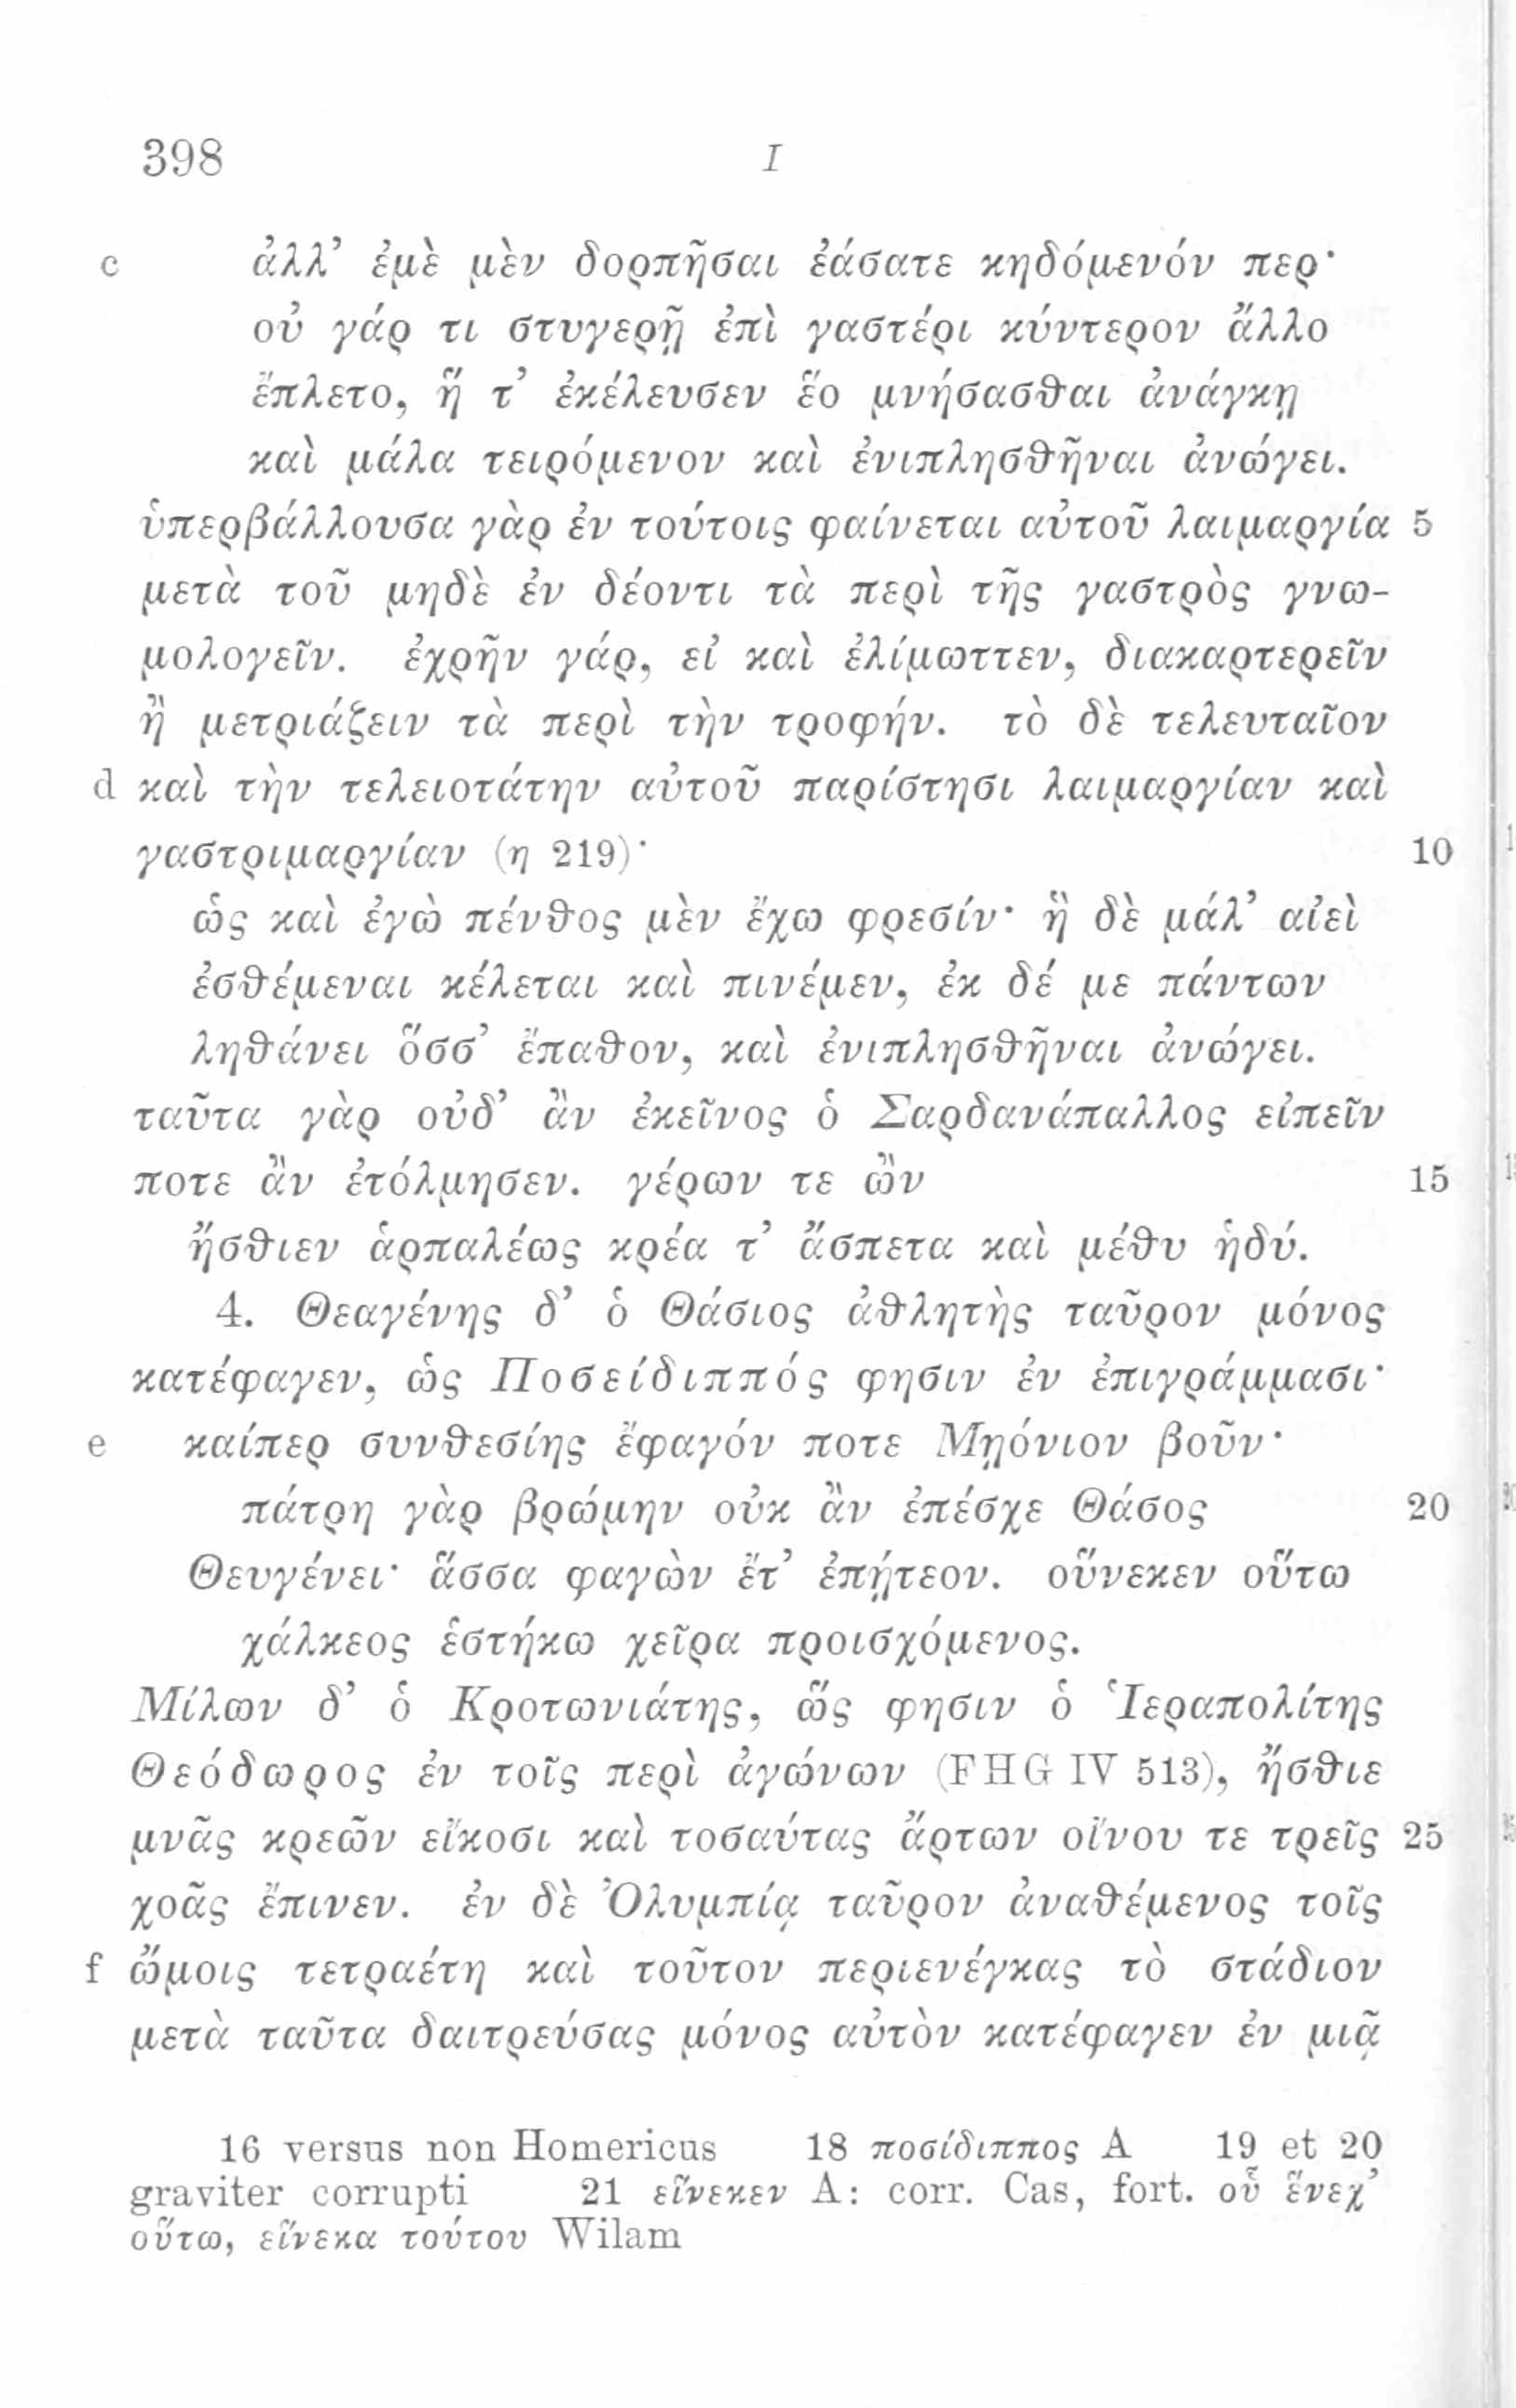 398 I
c ἀλλ’ ἐμὲ μὲν δορπῆσαι ἐάσατε κηδόμενόν περ·
οὐ γάρ τι στυγερῇ ἐπὶ γαστέρι κύντερον ἄλλο
ἔπλετο, ἥ τ’ ἐκέλευσεν ἕο μνήσασθαι ἀνάγκῃ
καὶ μάλα τειρόμενον καὶ ἐνιπλησθῆναι ἀνώγει.
ὑπερβάλλουσα γὰρ ἐν τούτοις φαίνεται αὐτοῦ λαιμαργία 5
μετὰ τοῦ μηδὲ ἐν δέοντι τὰ περὶ τῆς γαστρὸς γνω-
μολογεῖν. ἐχρῆν γάρ, εἰ καὶ ἐλίμωττεν, διακαρτερεῖν
ἢ μετριάζειν τὰ περὶ τὴν τροφήν. τὸ δὲ τελευταῖον
d καὶ τὴν τελειοτάτην αὐτοῦ παρίστησι λαιμαργίαν καὶ
γαστριμαργίαν (η 219)· 10
ὡς καὶ ἐγὼ πένθος μὲν ἔχω φρεσίν· ἣ δὲ μάλ’ αἰεὶ
ἐσθέμεναι κέλεται καὶ πινέμεν, ἐκ δέ με πάντων
ληθάνει ὅσσ’ ἔπαθον, καὶ ἐνιπλησθῆναι ἀνώγει.
ταῦτα γὰρ οὐδ’ ἂν ἐκεῖνος ὁ Σαρδανάπαλλος εἰπεῖν
ποτε ἂν ἐτόλμησεν. γέρων τε ὢν 15
ἤσθιεν ἁρπαλέως κρέα τ’ ἄσπετα καὶ μέθυ ἡδύ.
4. Θεαγένης δ’ ὁ Θάσιος ἀθλητὴς ταῦρον μόνος
κατέφαγεν, ὡς Ποσείδιππός φησιν ἐν ἐπιγράμμασι·
e καίπερ συνθεσίης ἔφαγόν ποτε Μῃόνιον βοῦν·
πάτρη γὰρ βρώμην οὐκ ἂν ἐπέσχε Θάσος 20
Θευγένει· ἅσσα φαγὼν ἔτ’ ἐπῄτεον. οὕνεκεν οὕτω
χάλκεος ἑστήκω χεῖρα προισχόμενος.
Μίλων δ’ ὁ Κροτωνιάτης, ὥς φησιν ὁ Ἱεραπολίτης
Θεόδωρος ἐν τοῖς περὶ ἀγώνων (FHG IV 513), ἤσθιε
μνᾶς κρεῶν εἴκοσι καὶ τοσαύτας ἄρτων οἴνου τε τρεῖς 25
χοᾶς ἔπινεν. ἐν δὲ Ὀλυμπίᾳ ταῦρον ἀναθέμενος τοῖς
f ὤμοις τετραέτη καὶ τοῦτον περιενέγκας τὸ στάδιον
μετὰ ταῦτα δαιτρεύσας μόνος αὐτὸν κατέφαγεν ἐν μιᾷ
16 versus non Homericus 18 ποσίδιππος A 19 et 20
graviter corrupti 21 εἵνεκεν A: corr. Cas, fort. οὗ ἕνεχ’
οὕτω, εἵνεκα τούτου Wilam